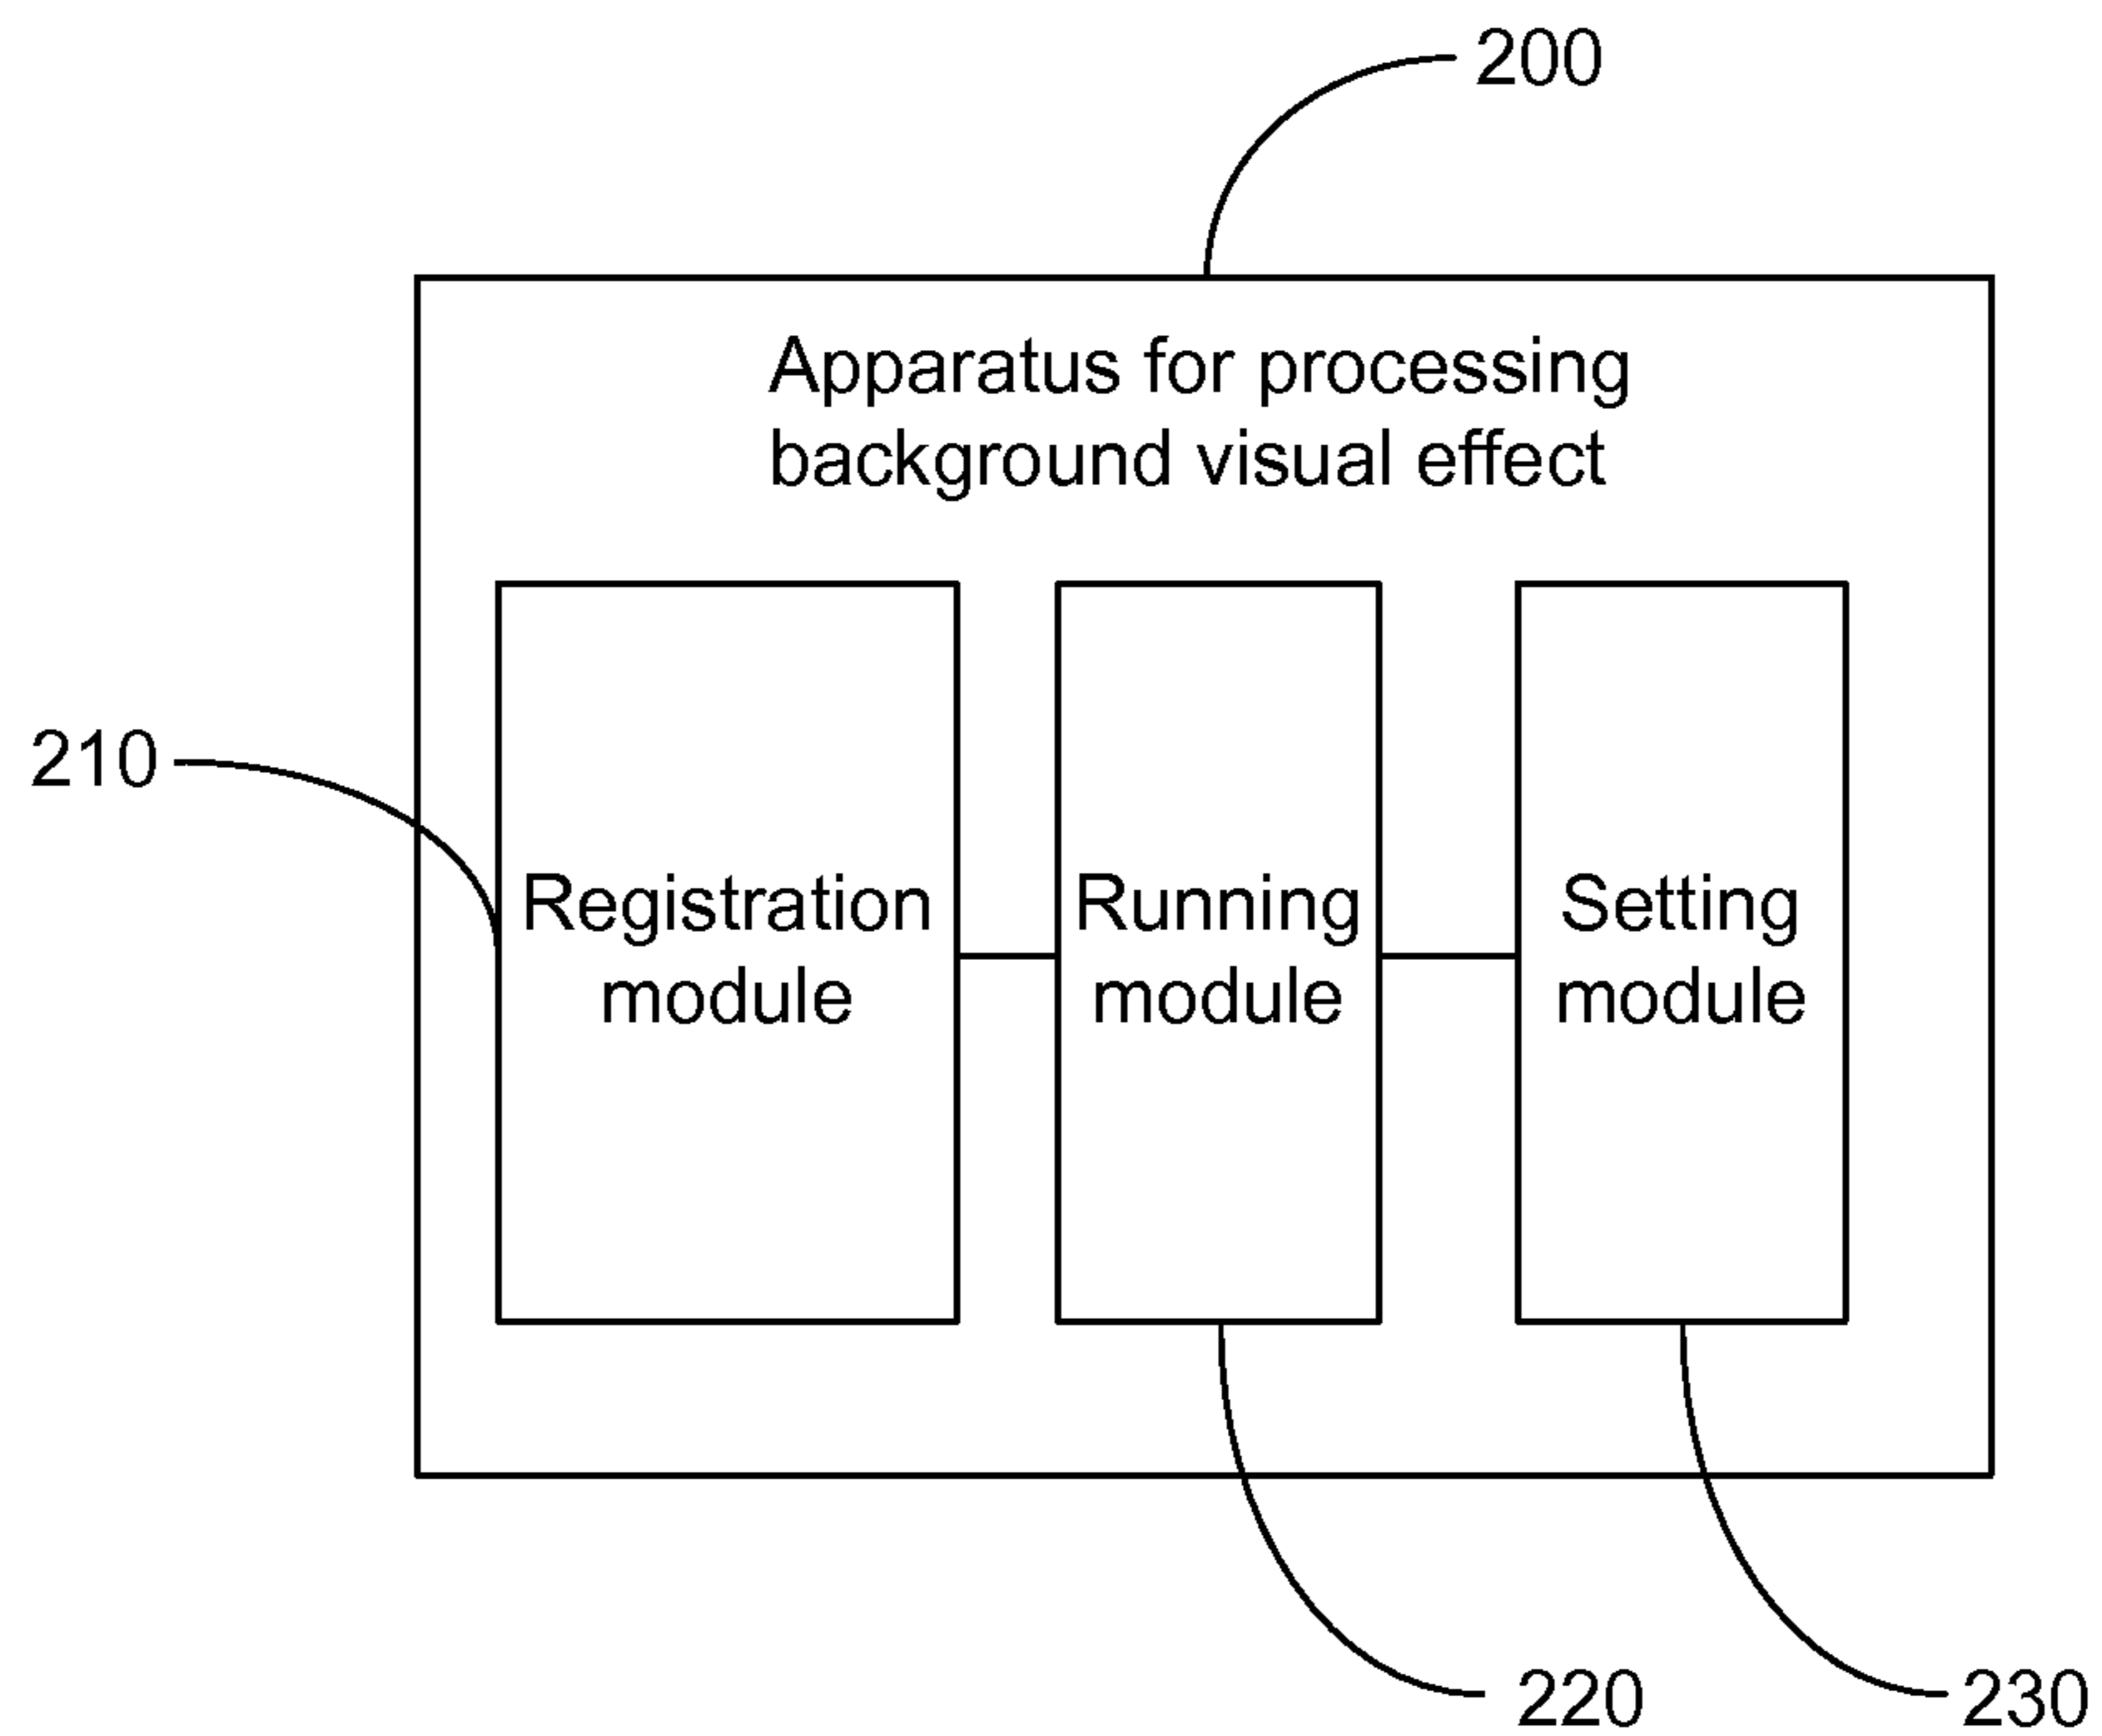 200
Apparatus for processing
background visual effect
210
Registration
module
Running
module
Setting
module
220
230